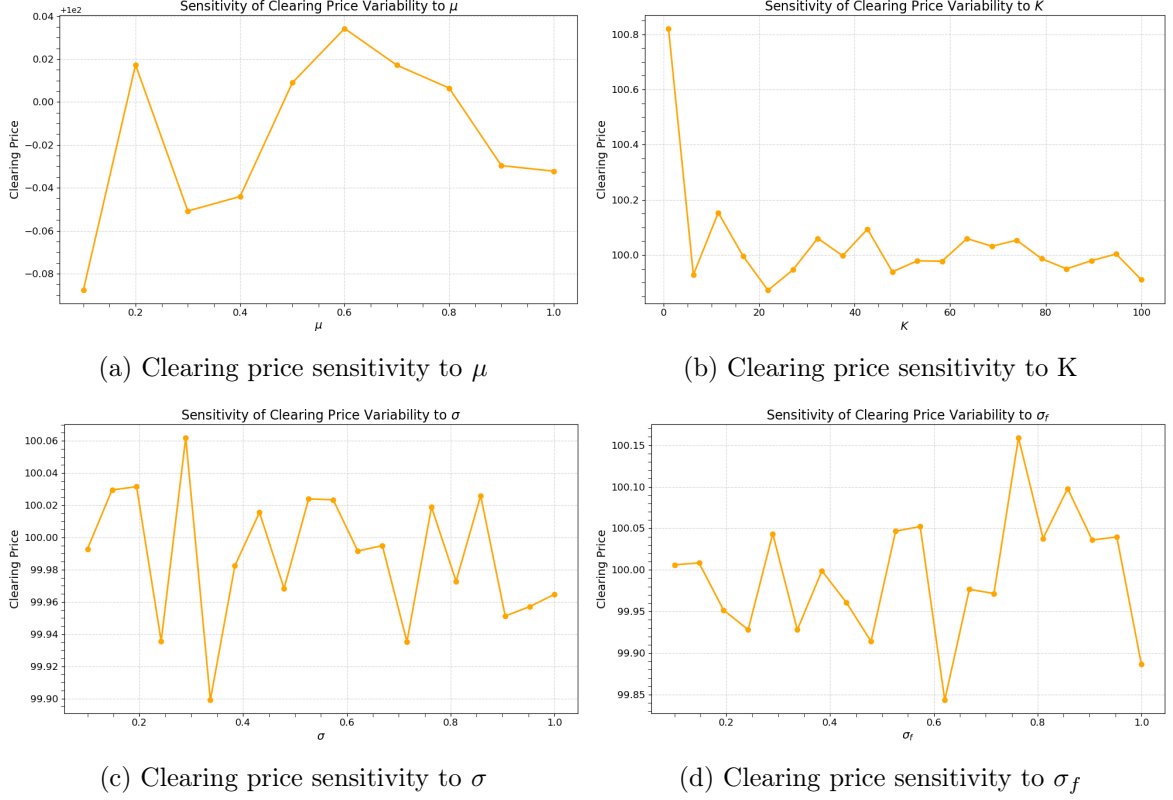 Sensitivity of Clearing Price Variability to μ
+1e2
0.04
0.02
0.00
−0.02
−0.04
−0.06
−0.08
Clearing Price
0.2 0.4 0.6 0.8 1.0
μ
(a) Clearing price sensitivity to μ
Sensitivity of Clearing Price Variability to K
100.8
100.6
100.4
100.2
100.0
Clearing Price
0 20 40 60 80 100
K
(b) Clearing price sensitivity to K
Sensitivity of Clearing Price Variability to σ
100.06
100.04
100.02
100.00
99.98
99.96
99.94
99.92
99.90
Clearing Price
0.2 0.4 0.6 0.8 1.0
σ
(c) Clearing price sensitivity to σ
Sensitivity of Clearing Price Variability to σ_f
100.15
100.10
100.05
100.00
99.95
99.90
99.85
Clearing Price
0.2 0.4 0.6 0.8 1.0
σ_f
(d) Clearing price sensitivity to σ_f